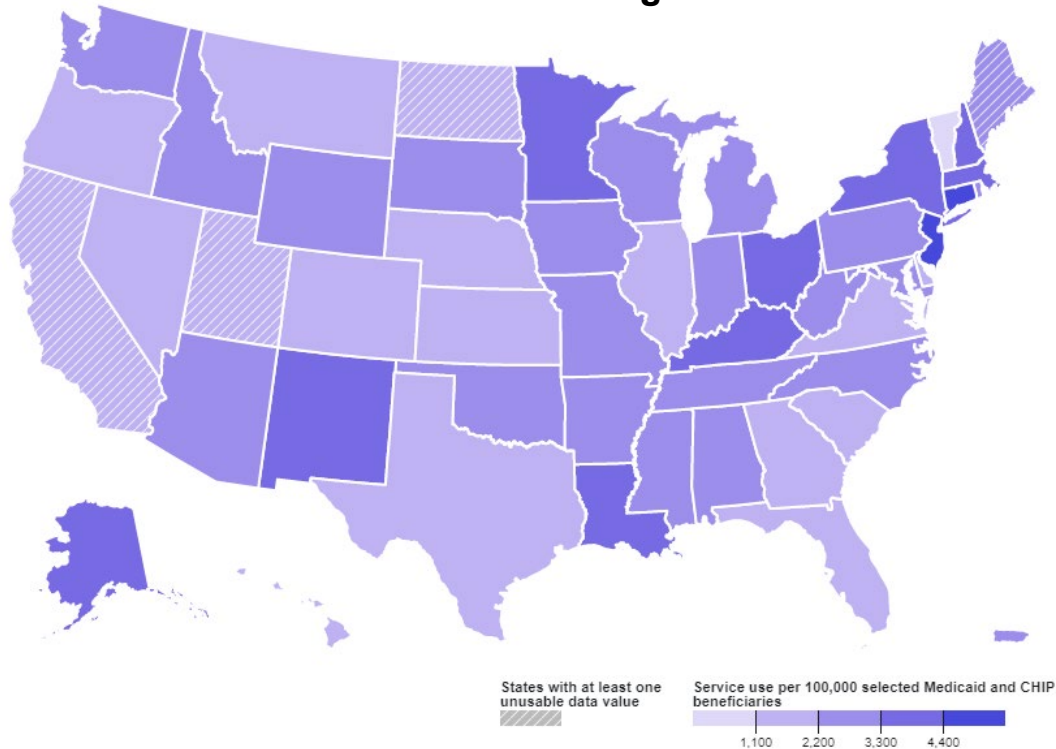 States with at least one
unusable data value
Service use per 100,000 selected Medicaid and CHIP
beneficiaries
1,100 2,200 3,300 4,400